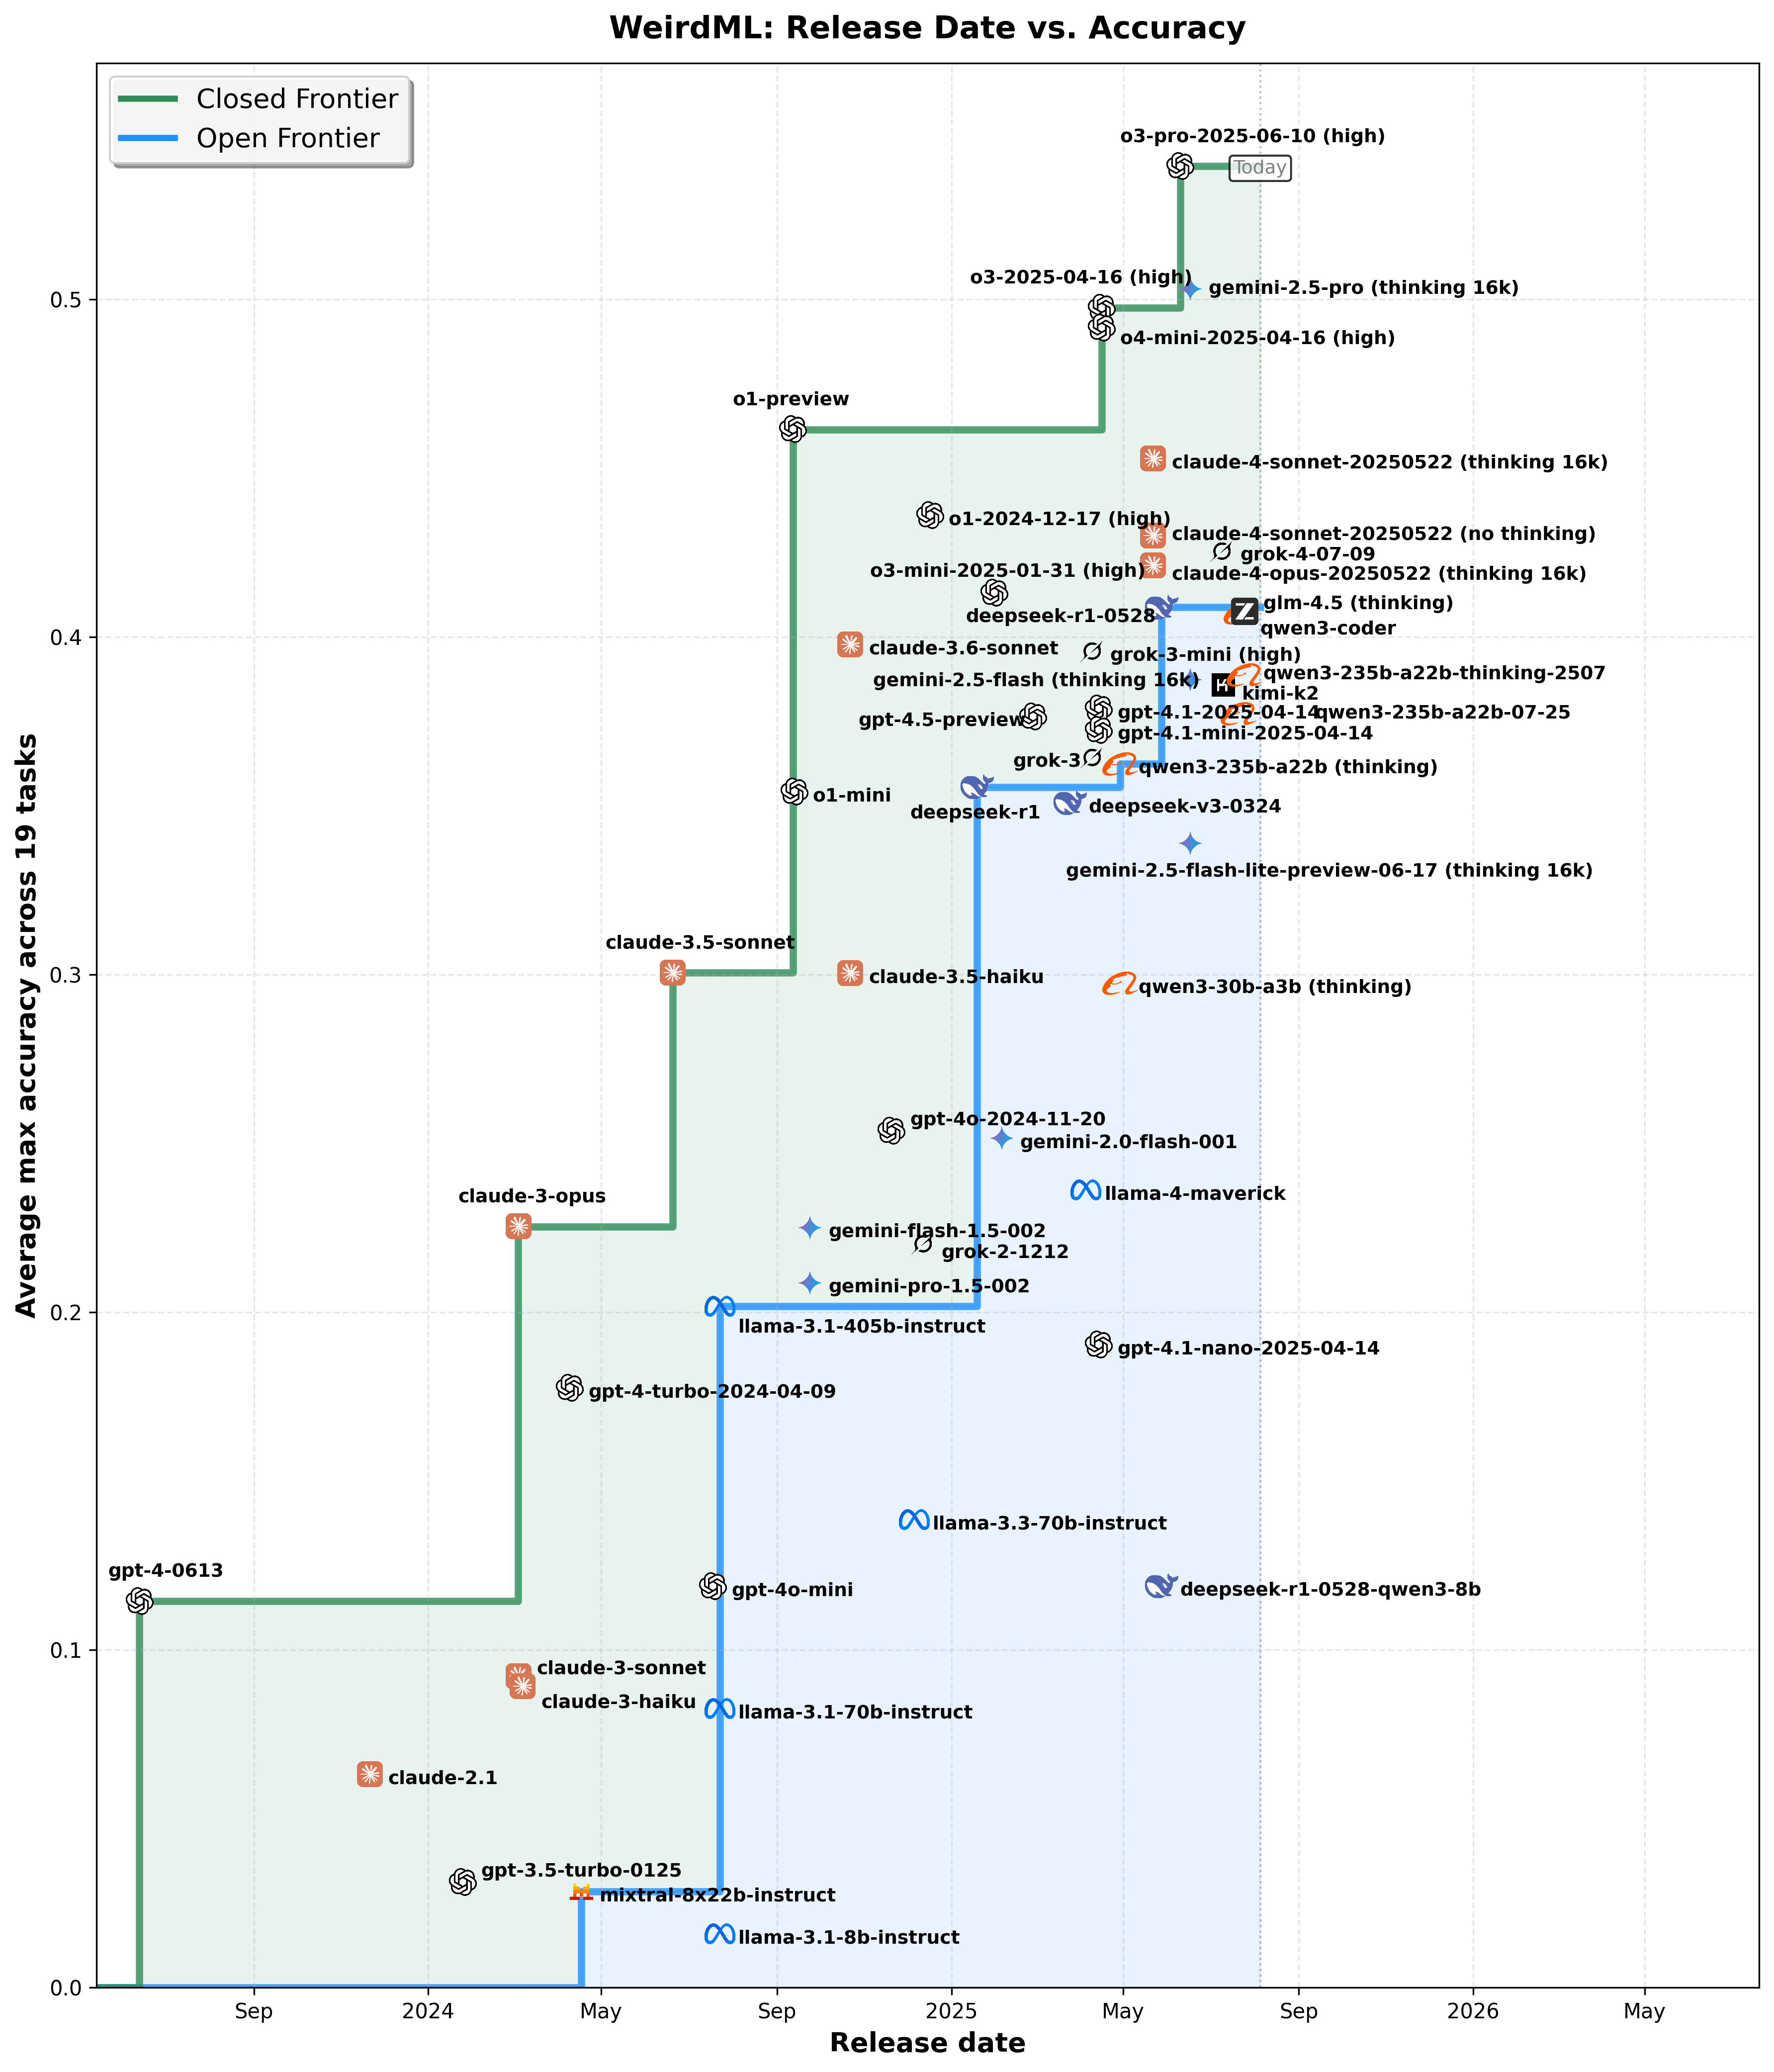 WeirdML: Release Date vs. Accuracy
Closed Frontier
Open Frontier
o3-pro-2025-06-10 (high)
Today
o3-2025-04-16 (high)
gemini-2.5-pro (thinking 16k)
0.5
o4-mini-2025-04-16 (high)
o1-preview
claude-4-sonnet-20250522 (thinking 16k)
o1-2024-12-17 (high)
claude-4-sonnet-20250522 (no thinking)
grok-4-07-09
o3-mini-2025-01-31 (high)
claude-4-opus-20250522 (thinking 16k)
glm-4.5 (thinking)
deepseek-r1-0528
qwen3-coder
0.4
claude-3.6-sonnet
grok-3-mini (high)
qwen3-235b-a22b-thinking-2507
gemini-2.5-flash (thinking 16k)
kimi-k2
gpt-4.1-2025-04-14
qwen3-235b-a22b-07-25
gpt-4.5-preview
gpt-4.1-mini-2025-04-14
grok-3
qwen3-235b-a22b (thinking)
o1-mini
deepseek-v3-0324
deepseek-r1
gemini-2.5-flash-lite-preview-06-17 (thinking 16k)
claude-3.5-sonnet
0.3
claude-3.5-haiku
qwen3-30b-a3b (thinking)
gpt-4o-2024-11-20
gemini-2.0-flash-001
claude-3-opus
llama-4-maverick
gemini-flash-1.5-002
grok-2-1212
gemini-pro-1.5-002
0.2
llama-3.1-405b-instruct
gpt-4.1-nano-2025-04-14
gpt-4-turbo-2024-04-09
llama-3.3-70b-instruct
gpt-4-0613
gpt-4o-mini
deepseek-r1-0528-qwen3-8b
0.1
claude-3-sonnet
claude-3-haiku
llama-3.1-70b-instruct
claude-2.1
gpt-3.5-turbo-0125
mixtral-8x22b-instruct
llama-3.1-8b-instruct
0.0
Average max accuracy across 19 tasks
Sep 2024 May Sep 2025 May Sep 2026 May
Release date